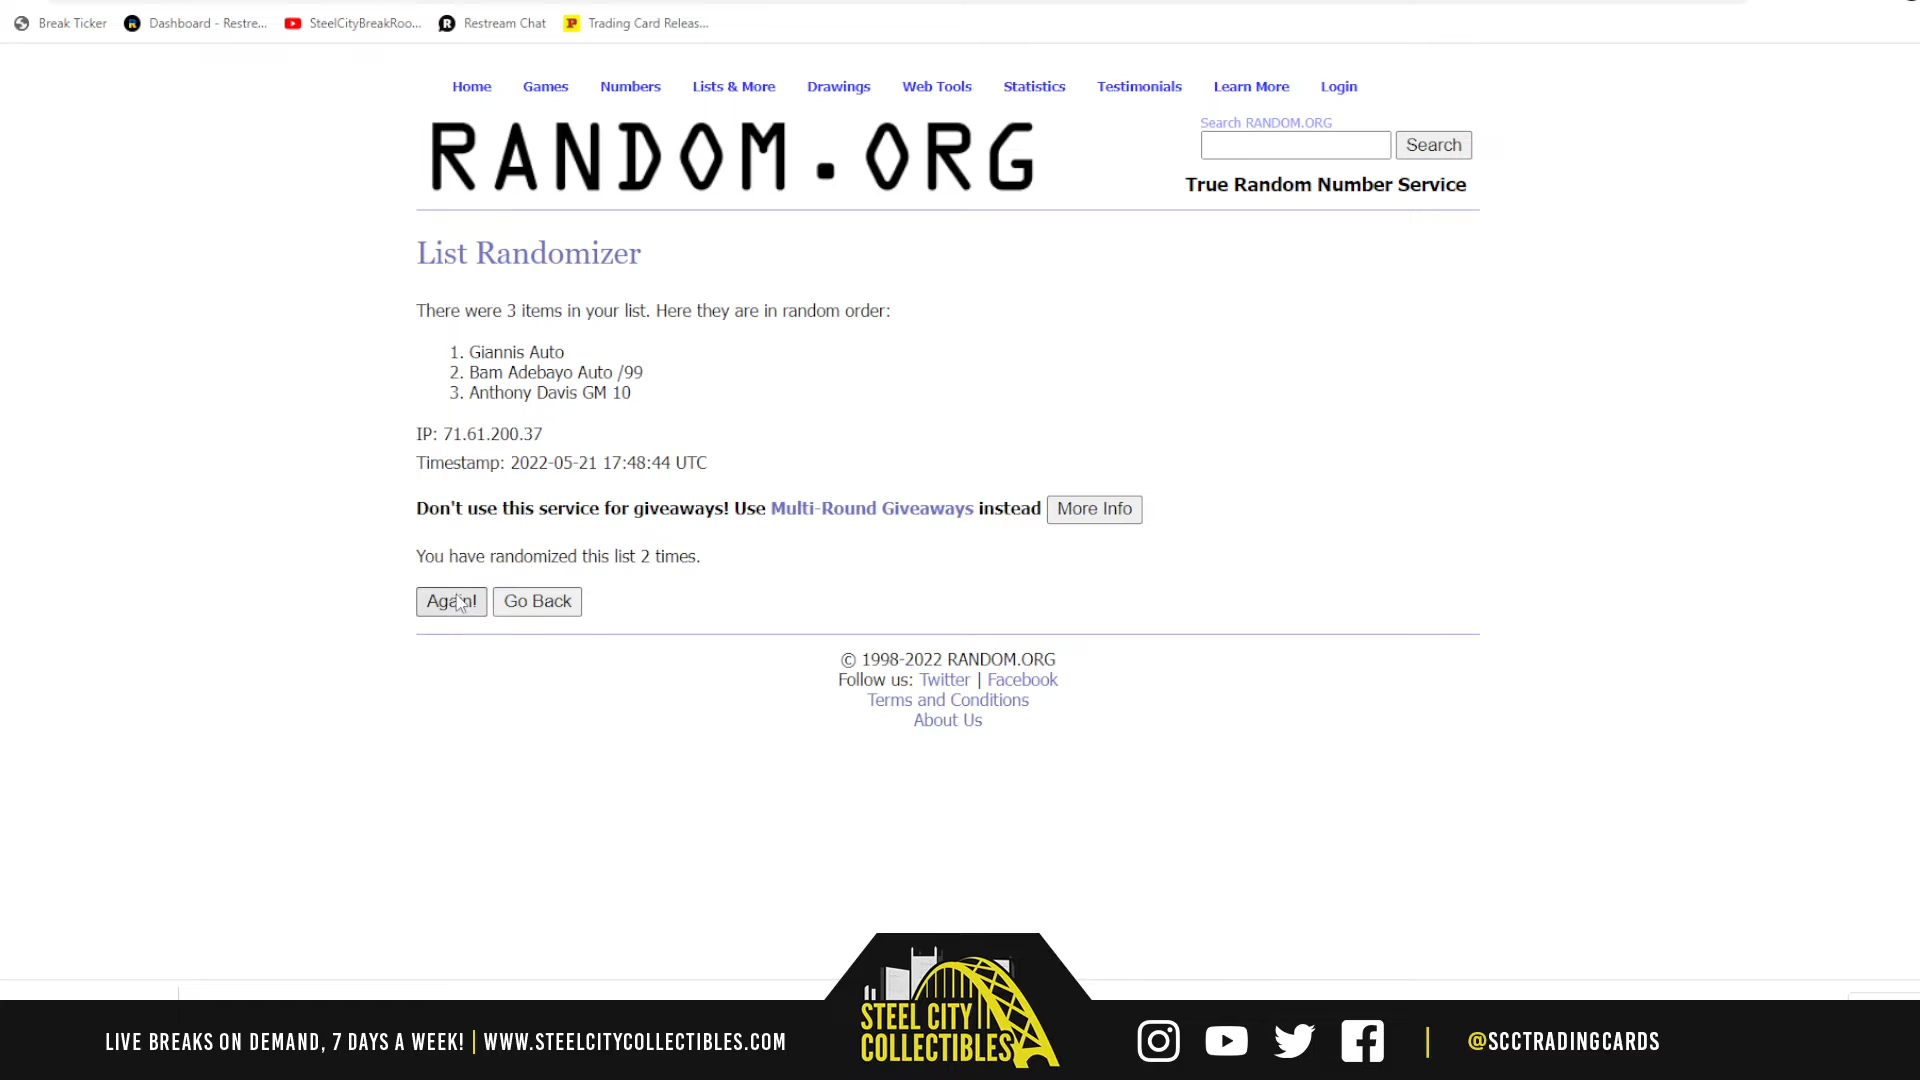 Break Ticker Dashboard - Restre... SteelCityBreakRoo... Restream Chat Trading Card Releas...
Home Games Numbers Lists & More Drawings Web Tools Statistics Testimonials Learn More Login
RANDOM.ORG
Search RANDOM.ORG
Search
True Random Number Service
List Randomizer
There were 3 items in your list. Here they are in random order:
1. Giannis Auto
2. Bam Adebayo Auto /99
3. Anthony Davis GM 10
IP: 71.61.200.37
Timestamp: 2022-05-21 17:48:44 UTC
Don't use this service for giveaways! Use Multi-Round Giveaways instead More Info
You have randomized this list 2 times.
Again! Go Back
© 1998-2022 RANDOM.ORG
Follow us: Twitter | Facebook
Terms and Conditions
About Us
LIVE BREAKS ON DEMAND, 7 DAYS A WEEK! | WWW.STEELCITYCOLLECTIBLES.COM
STEEL CITY
COLLECTIBLES
| @SCCTRADINGCARDS